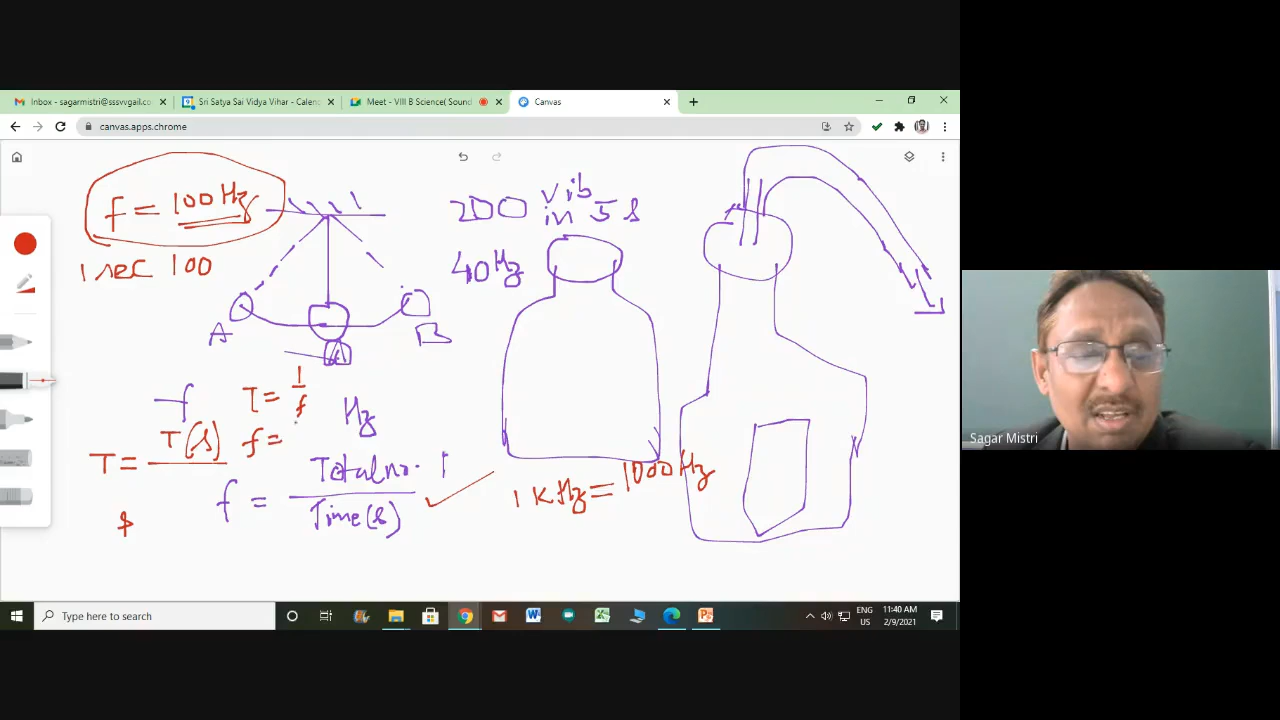 Inbox - sagarmistri@sssvvgail.co
Sri Satya Sai Vidya Vihar - Calenc
Meet - VIII B Science( Sound
Canvas
canvas.apps.chrome
f = 100 Hz
1 sec 100
200 vib in 5 s
40 Hz
A
B
A
f
T = 1/f
Hz
T(s)
T =
f =
Total no.
f =
Time(s)
1 KHz = 1000 Hz
Sagar Mistri
Type here to search
ENG
US
11:40 AM
2/9/2021